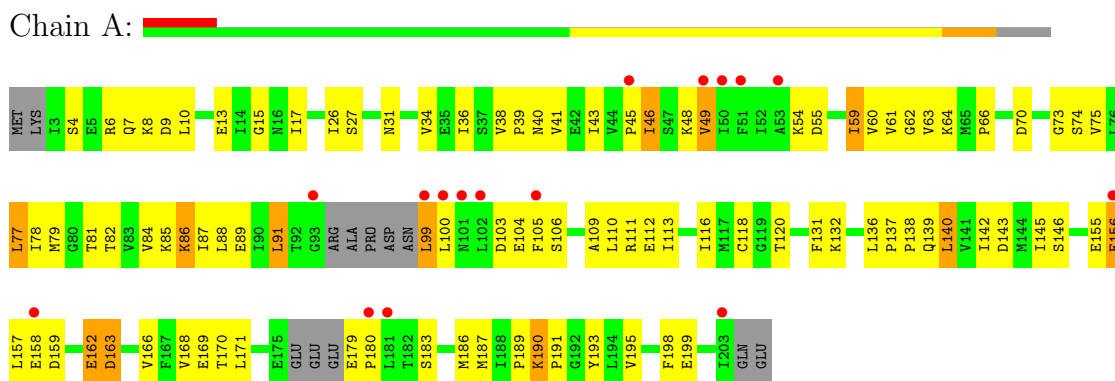 Chain A:
MET LYS I3 S4 E5 R6 Q7 K8 D9 L10 E13 I14 G15 N16 I17 I26 S27 N31 V34 E35 I36 S37 V38 P39 N40 V41 E42 I43 V44 P45 I46 S47 K48 V49 I50 F51 I52 A53 K54 D55 I59 V60 V61 G62 V63 K64 M65 P66 D70 G73 S74 V75 L76
L77 I78 M79 G80 T81 T82 V83 V84 K85 K86 I87 L88 E89 I90 L91 T92 G93 ARG ALA PRO ASP ASN L99 L100 N101 L102 D103 E104 F105 S106 A109 L110 R111 E112 I113 I116 M117 C118 G119 T120 F131 K132 L136 P137 P138 Q139 L140 V141 I142 D143 M144 I145 S146 E155
L157 E158 D159 E162 D163 V166 F167 V168 E169 T170 L171 E175 GLU GLU GLU E179 P180 L181 T182 S183 M186 M187 I188 P189 K190 P191 G192 Y193 L194 V195 F198 E199 I203 GLN GLU